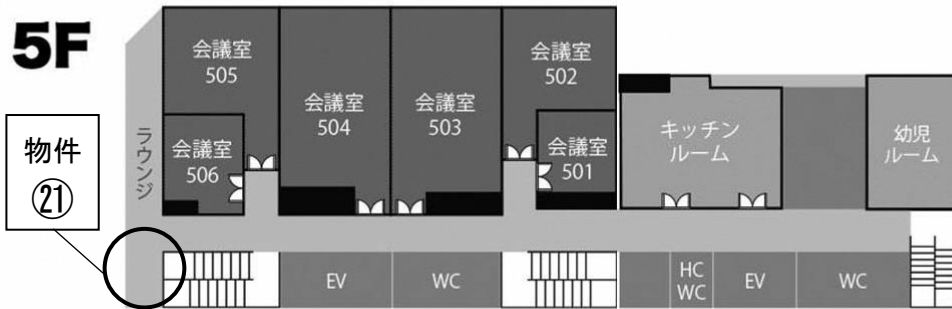 5F
物件
㉑
ラウンジ
会議室
505
会議室
506
会議室
504
会議室
503
会議室
502
会議室
501
キッチン
ルーム
幼児
ルーム
EV
WC
HC
WC
EV
WC